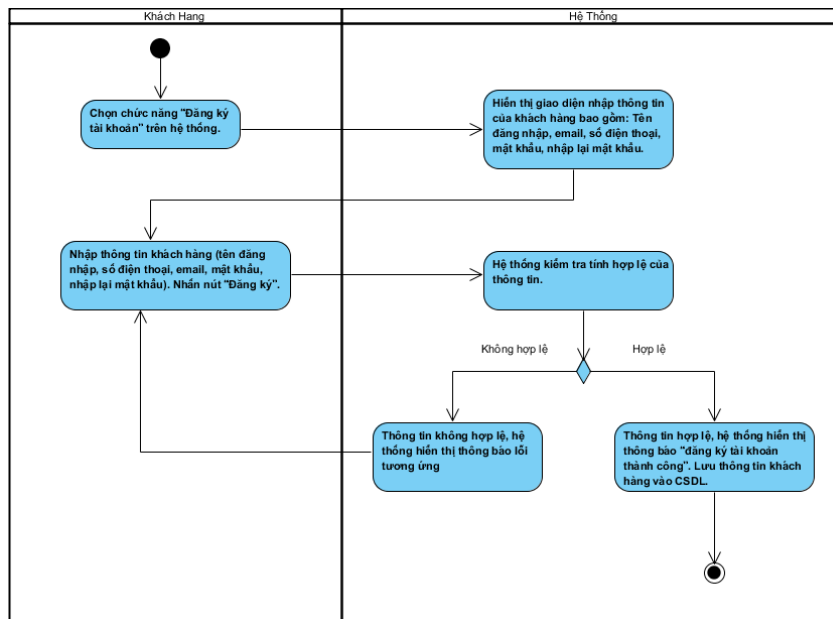 Khách Hang
Hệ Thống
Chọn chức năng "Đăng ký
tài khoản" trên hệ thống.
Hiển thị giao diện nhập thông tin
của khách hàng bao gồm: Tên
đăng nhập, email, số điện thoại,
mật khẩu, nhập lại mật khẩu.
Nhập thông tin khách hàng (tên đăng
nhập, số điện thoại, email, mật khẩu,
nhập lại mật khẩu). Nhấn nút "Đăng ký".
Hệ thống kiểm tra tính hợp lệ của
thông tin.
Không hợp lệ
Hợp lệ
Thông tin không hợp lệ, hệ
thống hiển thị thông báo lỗi
tương ứng
Thông tin hợp lệ, hệ thống hiển thị
thông báo "đăng ký tài khoản
thành công". Lưu thông tin khách
hàng vào CSDL.